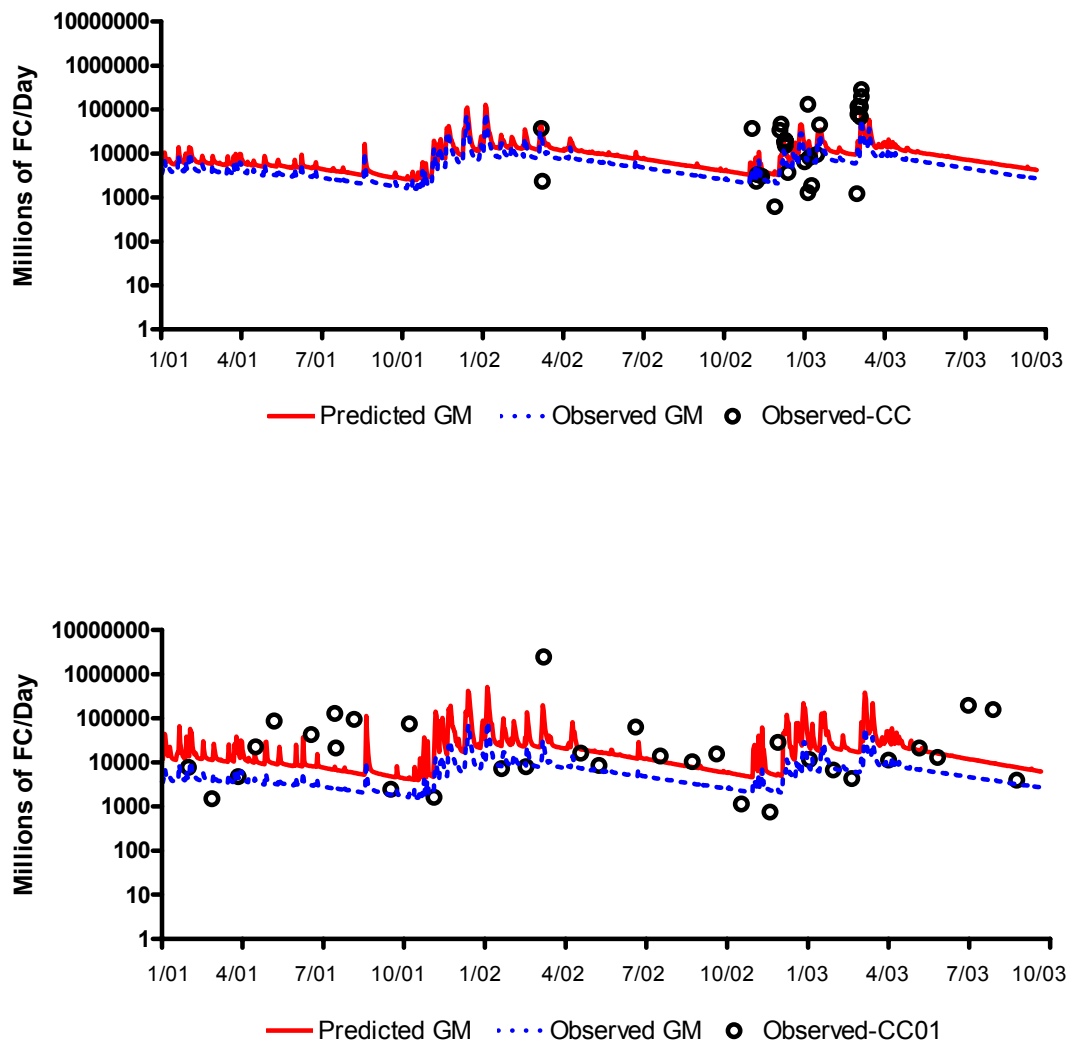 10000000
1000000
100000
10000
1000
100
10
1
Millions of FC/Day
1/01 4/01 7/01 10/01 1/02 4/02 7/02 10/02 1/03 4/03 7/03 10/03
Predicted GM Observed GM Observed-CC
10000000
1000000
100000
10000
1000
100
10
1
Millions of FC/Day
1/01 4/01 7/01 10/01 1/02 4/02 7/02 10/02 1/03 4/03 7/03 10/03
Predicted GM Observed GM Observed-CC01